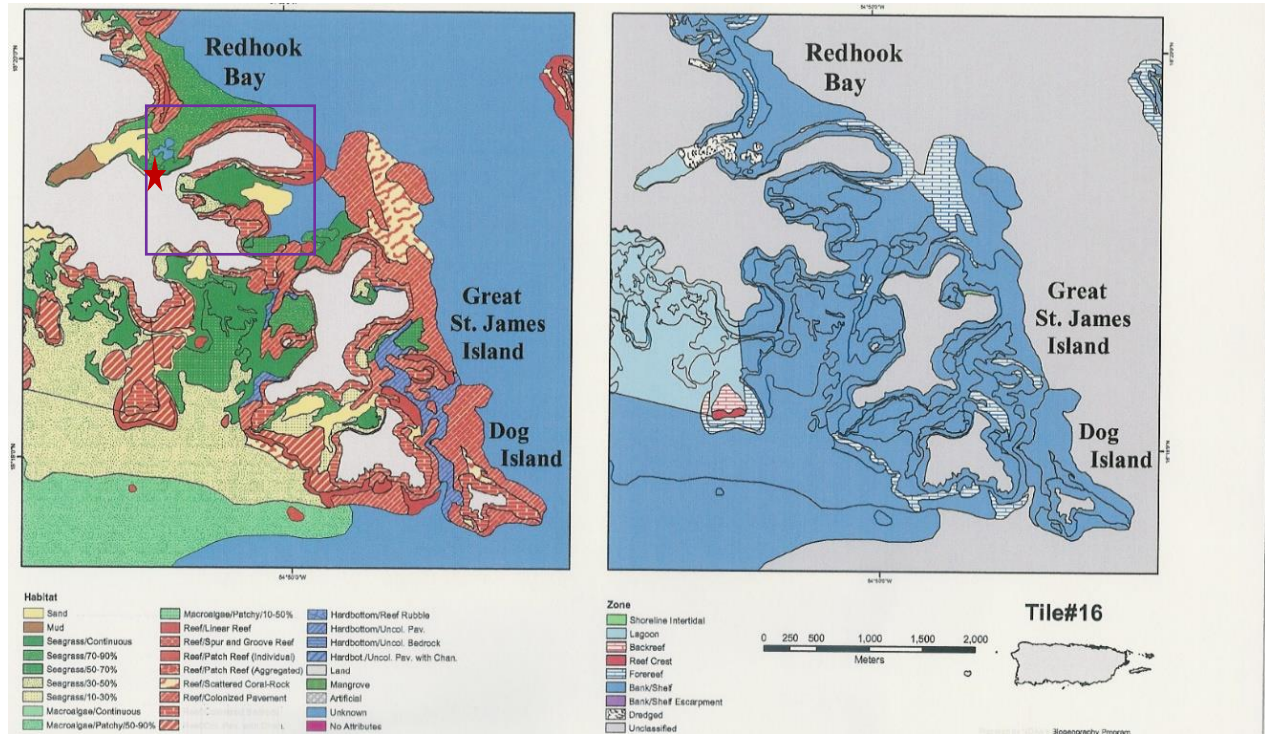 Redhook
Bay
Great
St. James
Island
Dog
Island
Redhook
Bay
Great
St. James
Island
Dog
Island
Habitat
Sand
Mud
Seagrass/Continuous
Seagrass/70-90%
Seagrass/50-70%
Seagrass/30-50%
Seagrass/10-30%
Macroalgae/Continuous
Macroalgae/Patchy/50-90%
Macroalgae/Patchy/10-50%
Reef/Linear Reef
Reef/Spur and Groove Reef
Reef/Patch Reef (Individual)
Reef/Patch Reef (Aggregated)
Reef/Scattered Coral-Rock
Reef/Colonized Pavement
Hardbottom/Reef Rubble
Hardbottom/Uncol. Pav.
Hardbottom/Uncol. Bedrock
Hardbot./Uncol. Pav. with Chan.
Land
Mangrove
Artificial
Unknown
No Attributes
Zone
Shoreline Intertidal
Lagoon
Backreef
Reef Crest
Forereef
Bank/Shelf
Bank/Shelf Escarpment
Dredged
Unclassified
0 250 500 1,000 1,500 2,000
Meters
Tile#16